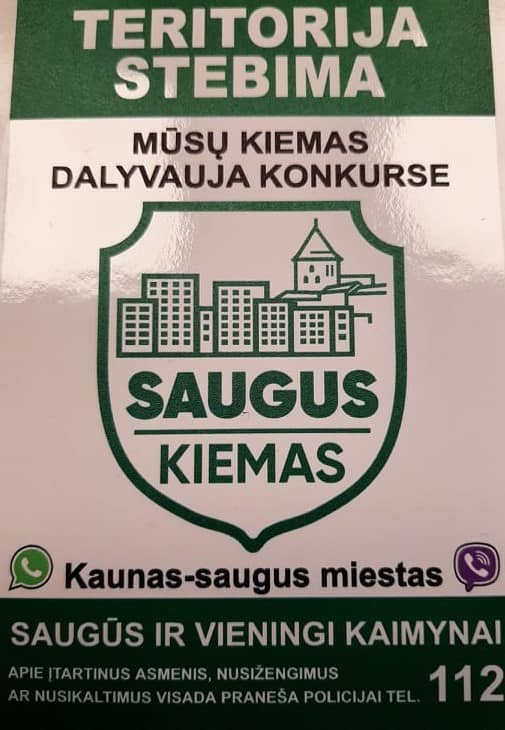 TERITORIJA
STEBIMA
MŪSŲ KIEMAS
DALYVAUJA KONKURSE
SAUGUS
KIEMAS
Kaunas-saugus miestas
SAUGŪS IR VIENINGI KAIMYNAI
APIE ĮTARTINUS ASMENIS, NUSIŽENGIMUS
AR NUSIKALTIMUS VISADA PRANEŠA POLICIJAI TEL. 112